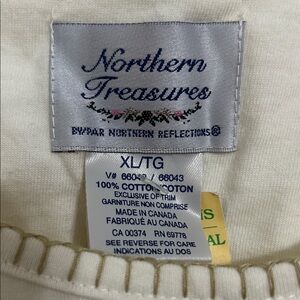 Northern
Treasures
BY/PAR NORTHERN REFLECTIONS®
XL/TG
100% COTTON/COTON
EXCLUSIVE OF TRIM
GARNITURE NON COMPRISE
MADE IN CANADA
FABRIQUÉ AU CANADA
CA 00374 RN 69778
SEE REVERSE FOR CARE
INDICATIONS AU DOS